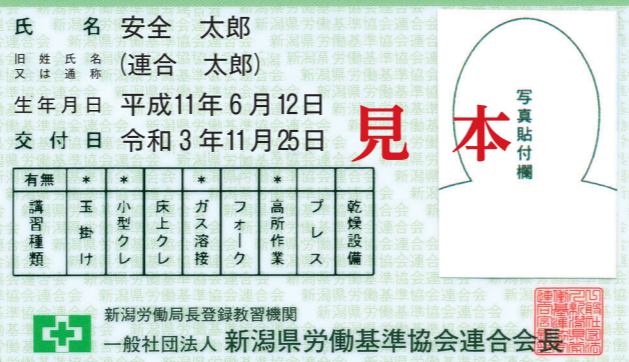 氏名 安全 太郎
旧姓氏名又は通称 (連合 太郎)
生年月日 平成11年6月12日
交付日 令和3年11月25日
見本
写真貼付欄
有無 * * * *
講習種類 玉掛け 小型クレ 床上クレ ガス溶接 フォーク 高所作業 プレス 乾燥設備
新潟労働局長登録教習機関
一般社団法人 新潟県労働基準協会連合会長